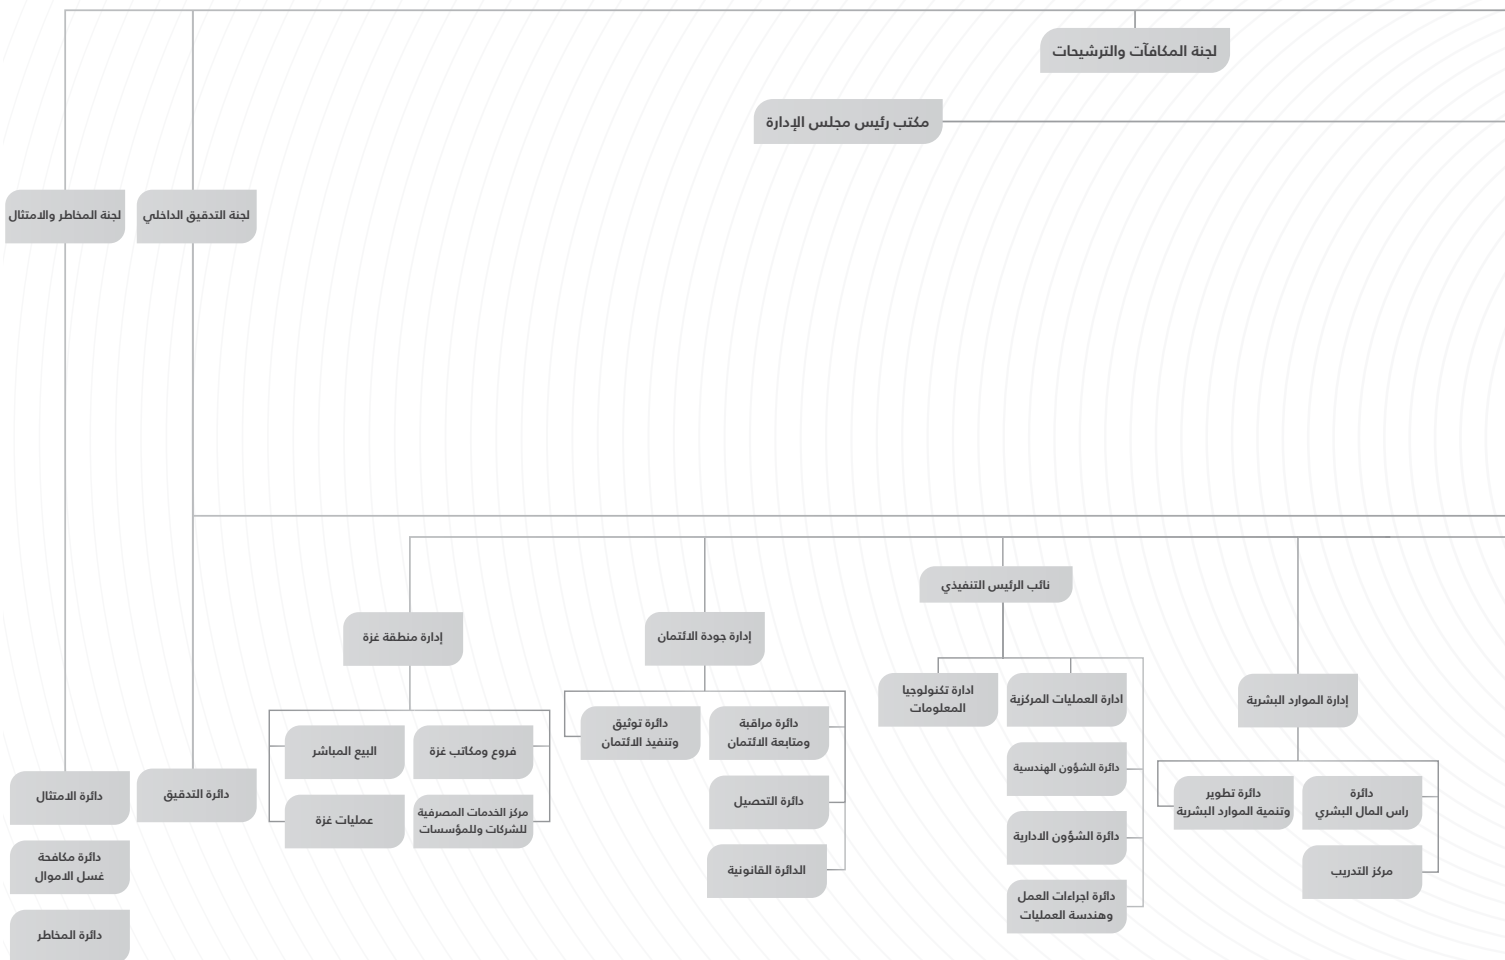 لجنة المكافآت والترشيحات
مكتب رئيس مجلس الإدارة
لجنة التدقيق الداخلي
لجنة المخاطر والامتثال
نائب الرئيس التنفيذي
إدارة جودة الائتمان
إدارة منطقة غزة
إدارة الموارد البشرية
ادارة العمليات المركزية
ادارة تكنولوجيا
المعلومات
دائرة
راس المال البشري
دائرة تطوير
وتنمية الموارد البشرية
مركز التدريب
دائرة الشؤون الهندسية
دائرة الشؤون الادارية
دائرة اجراءات العمل
وهندسة العمليات
دائرة مراقبة
ومتابعة الائتمان
دائرة توثيق
وتنفيذ الائتمان
دائرة التحصيل
الدائرة القانونية
فروع ومكاتب غزة
البيع المباشر
مركز الخدمات المصرفية
للشركات وللمؤسسات
عمليات غزة
دائرة التدقيق
دائرة الامتثال
دائرة مكافحة
غسل الاموال
دائرة المخاطر